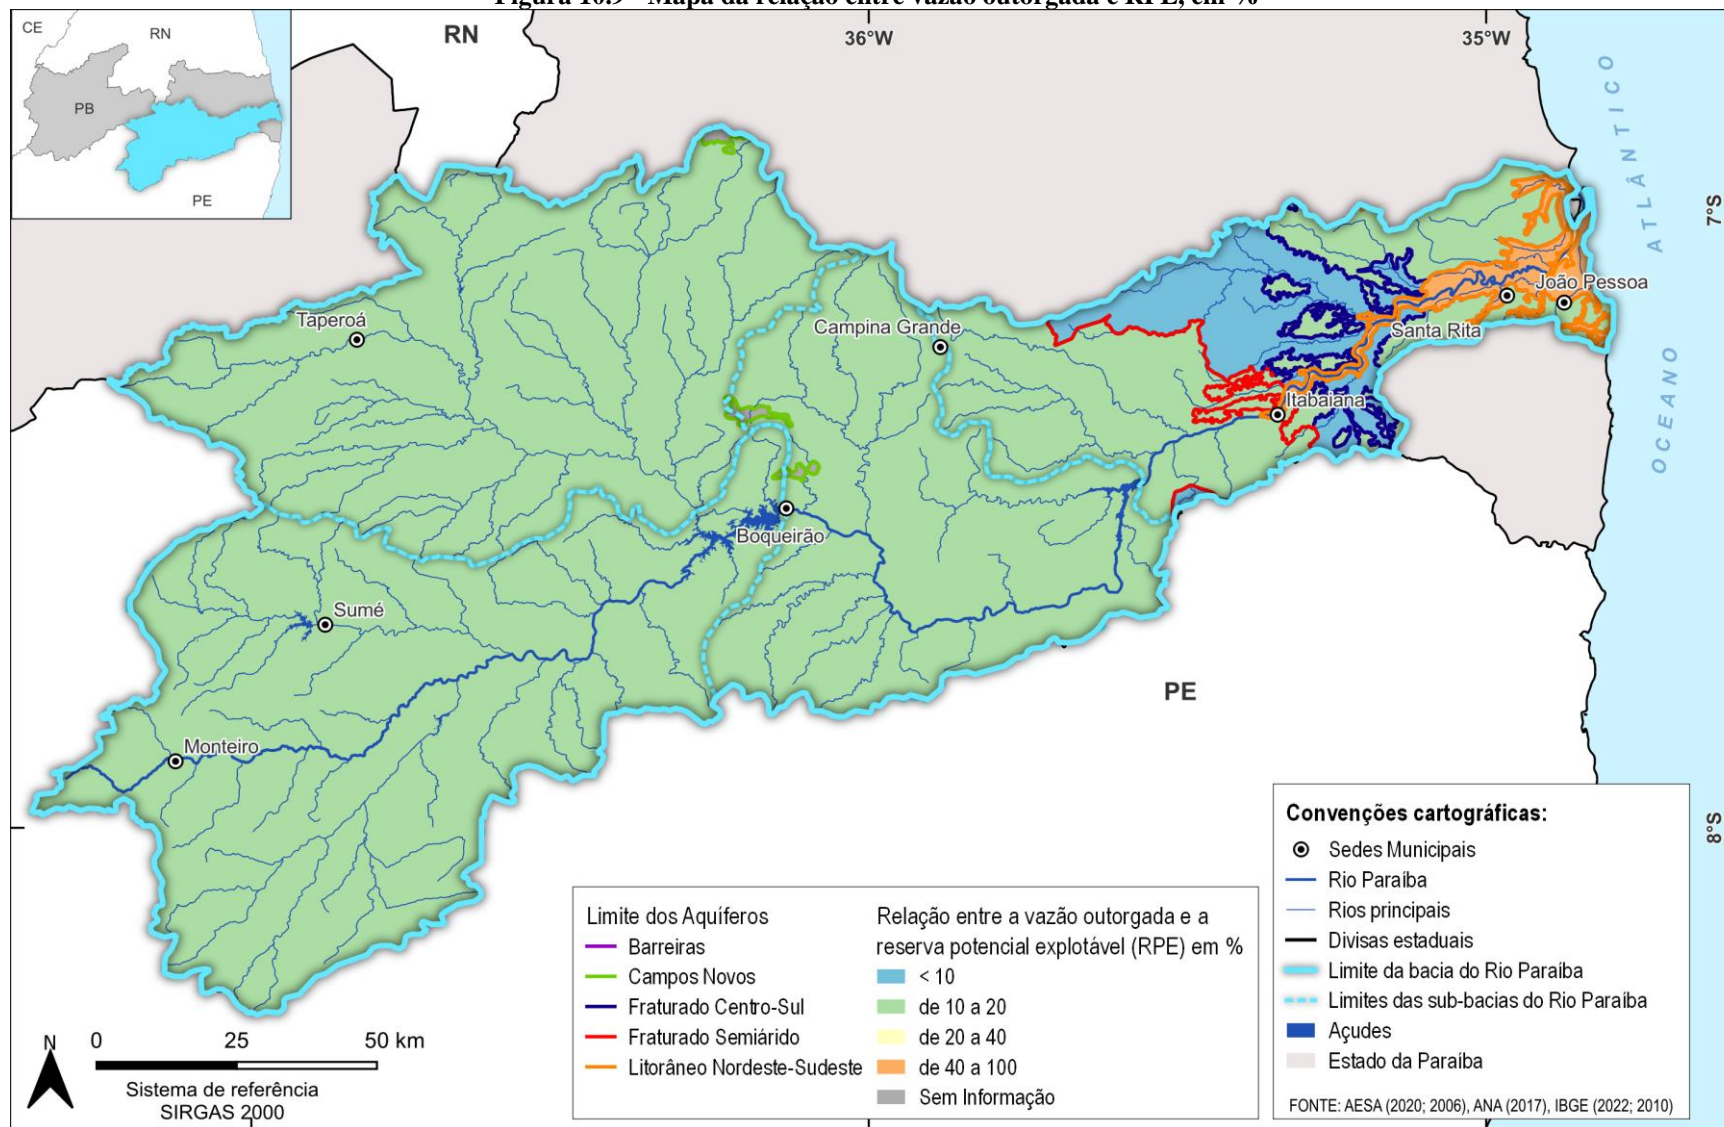 Figura 10.9 - Mapa da relação entre vazão outorgada e RPE, em %
CE
RN
PB
PE
RN
36°W
35°W
7°S
8°S
OCEANO ATLÂNTICO
Taperoá
Campina Grande
João Pessoa
Santa Rita
Itabaiana
Boqueirão
Sumé
Monteiro
PE
N
0 25 50 km
Sistema de referência
SIRGAS 2000
Limite dos Aquíferos
Barreiras
Campos Novos
Fraturado Centro-Sul
Fraturado Semiárido
Litorâneo Nordeste-Sudeste
Relação entre a vazão outorgada e a
reserva potencial explotável (RPE) em %
< 10
de 10 a 20
de 20 a 40
de 40 a 100
Sem Informação
Convenções cartográficas:
Sedes Municipais
Rio Paraíba
Rios principais
Divisas estaduais
Limite da bacia do Rio Paraíba
Limites das sub-bacias do Rio Paraíba
Açudes
Estado da Paraíba
FONTE: AESA (2020; 2006), ANA (2017), IBGE (2022; 2010)